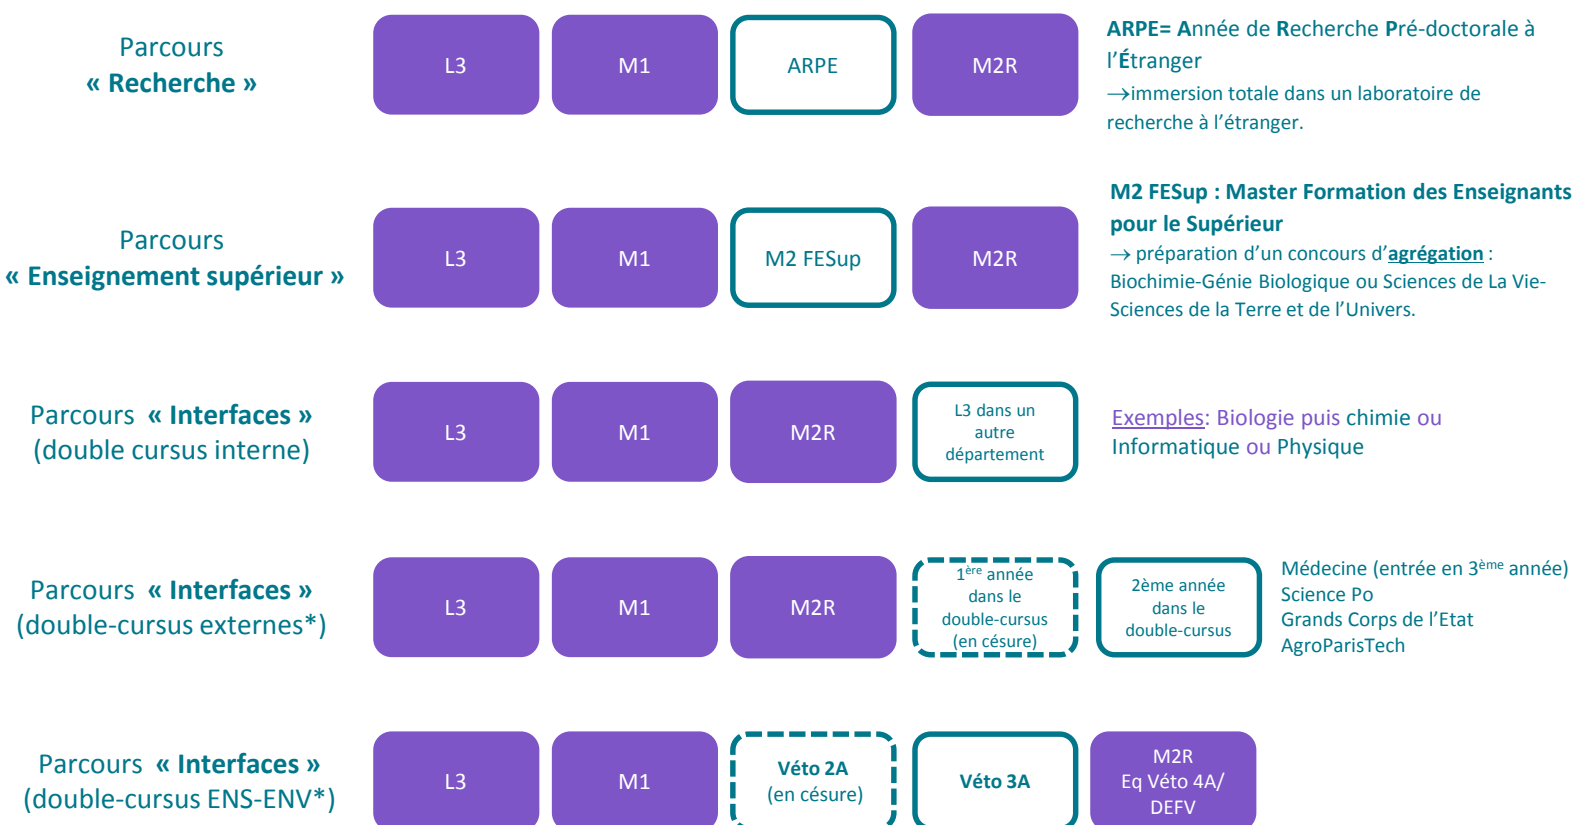 Parcours
« Recherche »
L3
M1
ARPE
M2R
ARPE= Année de Recherche Pré-doctorale à
l’Étranger
→immersion totale dans un laboratoire de
recherche à l’étranger.
Parcours
« Enseignement supérieur »
L3
M1
M2 FESup
M2R
M2 FESup : Master Formation des Enseignants
pour le Supérieur
→ préparation d’un concours d’agrégation :
Biochimie-Génie Biologique ou Sciences de La Vie-
Sciences de la Terre et de l’Univers.
Parcours « Interfaces »
(double cursus interne)
L3
M1
M2R
L3 dans un
autre
département
Exemples: Biologie puis chimie ou
Informatique ou Physique
Parcours « Interfaces »
(double-cursus externes*)
L3
M1
M2R
1ère année
dans le
double-cursus
(en césure)
2ème année
dans le
double-cursus
Médecine (entrée en 3ème année)
Science Po
Grands Corps de l’Etat
AgroParisTech
Parcours « Interfaces »
(double-cursus ENS-ENV*)
L3
M1
Véto 2A
(en césure)
Véto 3A
M2R
Eq Véto 4A/
DEFV